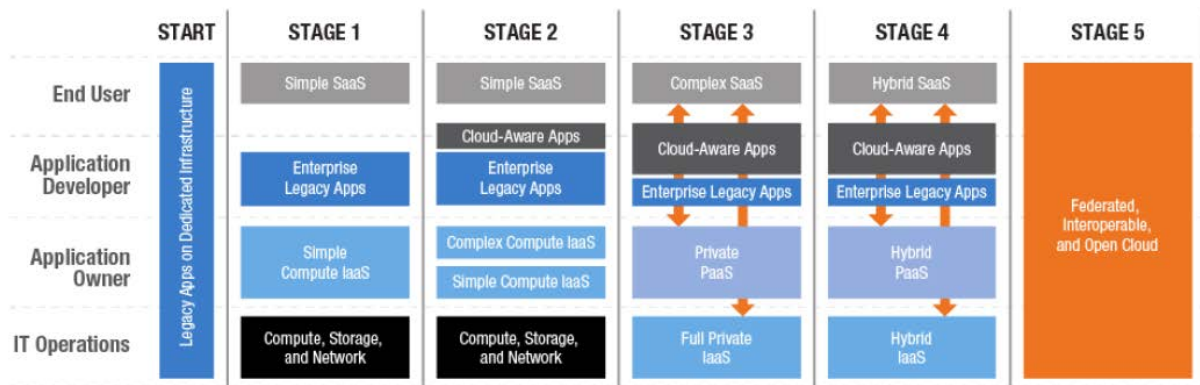 START
STAGE 1
STAGE 2
STAGE 3
STAGE 4
STAGE 5
End User
Simple SaaS
Simple SaaS
Complex SaaS
Hybrid SaaS
Legacy Apps on Dedicated Infrastructure
Application
Developer
Enterprise
Legacy Apps
Cloud-Aware Apps
Enterprise
Legacy Apps
Cloud-Aware Apps
Enterprise Legacy Apps
Cloud-Aware Apps
Enterprise Legacy Apps
Federated,
Interoperable,
and Open Cloud
Application
Owner
Simple
Compute IaaS
Complex Compute IaaS
Simple Compute IaaS
Private
PaaS
Hybrid
PaaS
IT Operations
Compute, Storage,
and Network
Compute, Storage,
and Network
Full Private
IaaS
Hybrid
IaaS